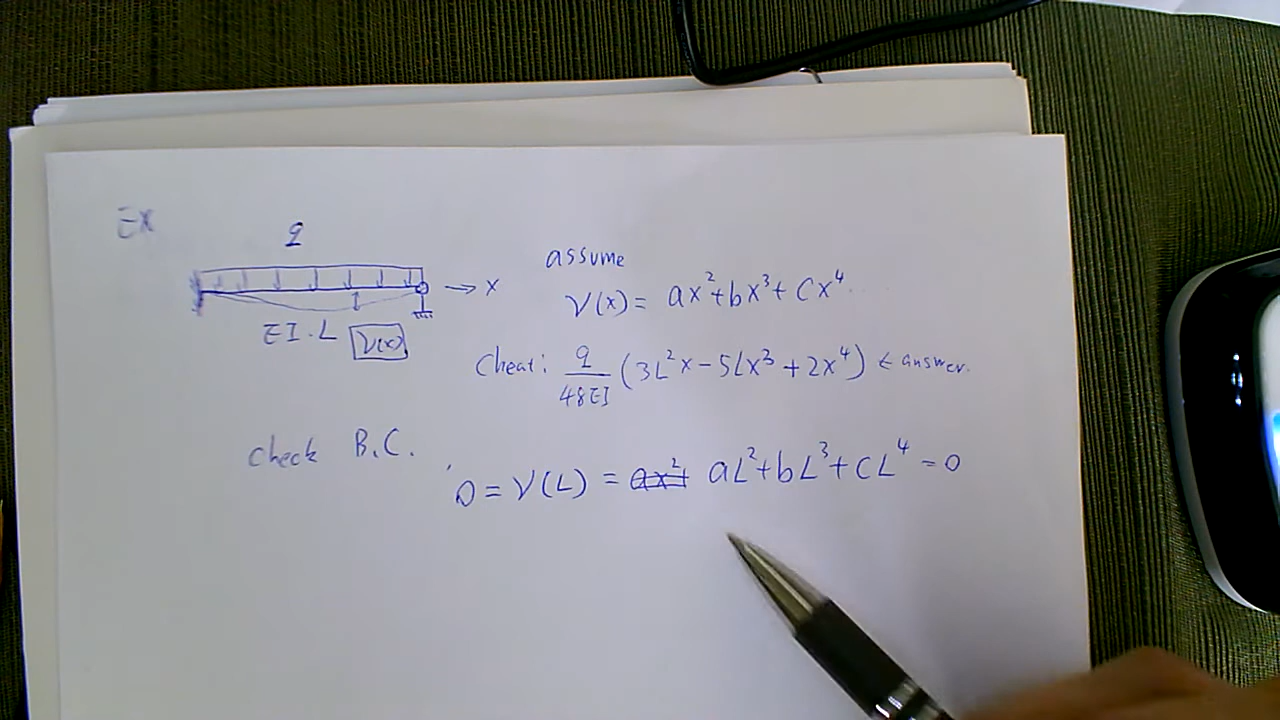 EX
q
→ x
EI.L V(x)
assume
V(x) = ax²+bx³+cx⁴
Cheat: q/48EI (3L²x-5Lx³+2x⁴) ← answer.
check B.C.
0 = V(L) = ax²+ aL²+bL³+cL⁴ = 0